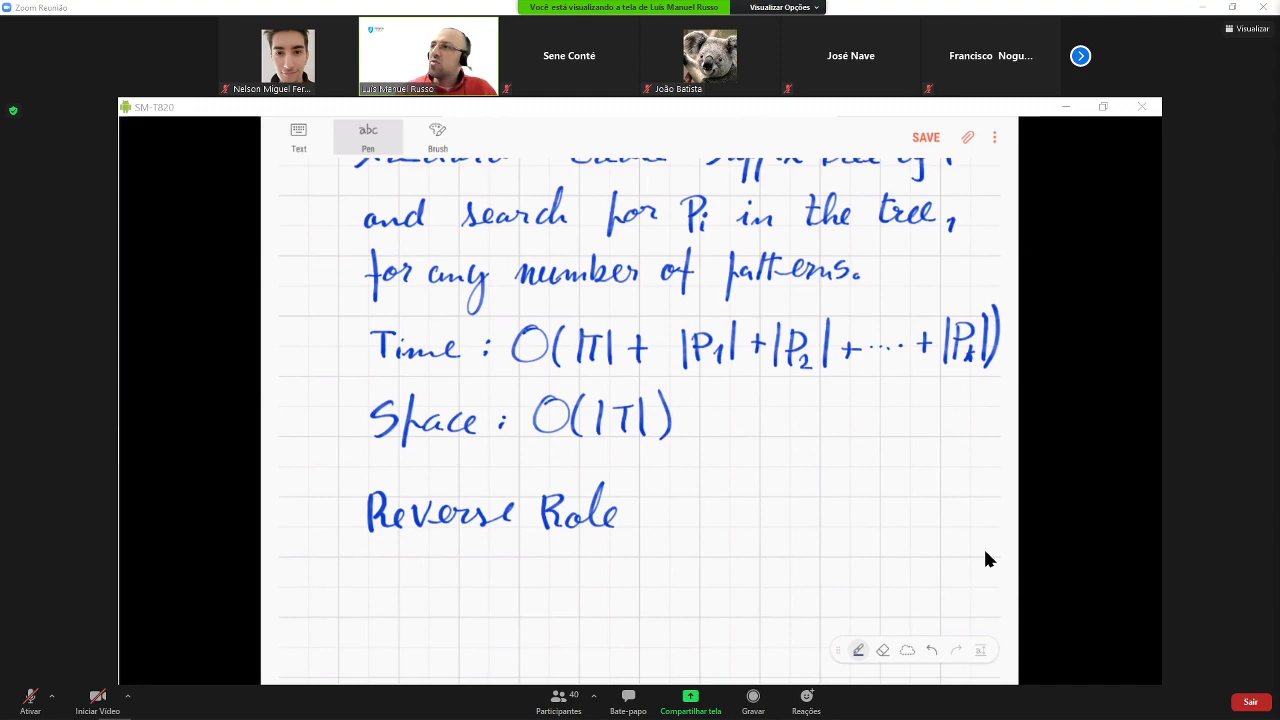 Zoom Reunião
Você está visualizando a tela de Luís Manuel Russo
Visualizar Opções
Visualizar
Nelson Miguel Fer...
Luís Manuel Russo
Sene Conté
João Batista
José Nave
Francisco Nogu...
SM-T820
Text
abc
Pen
Brush
SAVE
suffix tree of
and search for Pi in the tree,
for any number of patterns.
Time : O( |T| + |P1| + |P2| + .... + |Pk|)
Space : O( |T| )
Reverse Role
Ativar
Iniciar Vídeo
40
Participantes
Bate-papo
Compartilhar tela
Gravar
Reações
Sair